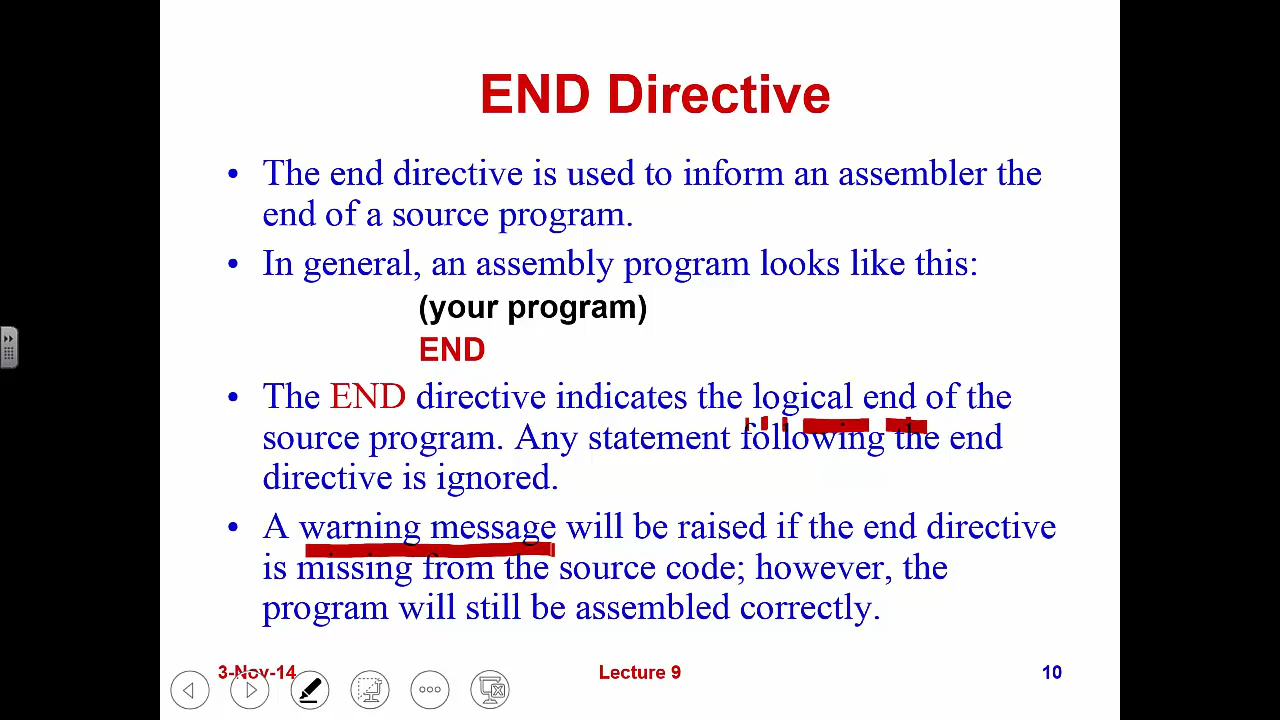 END Directive
• The end directive is used to inform an assembler the
end of a source program.
• In general, an assembly program looks like this:
(your program)
END
• The END directive indicates the logical end of the
source program. Any statement following the end
directive is ignored.
• A warning message will be raised if the end directive
is missing from the source code; however, the
program will still be assembled correctly.
3-Nov-14 Lecture 9 10